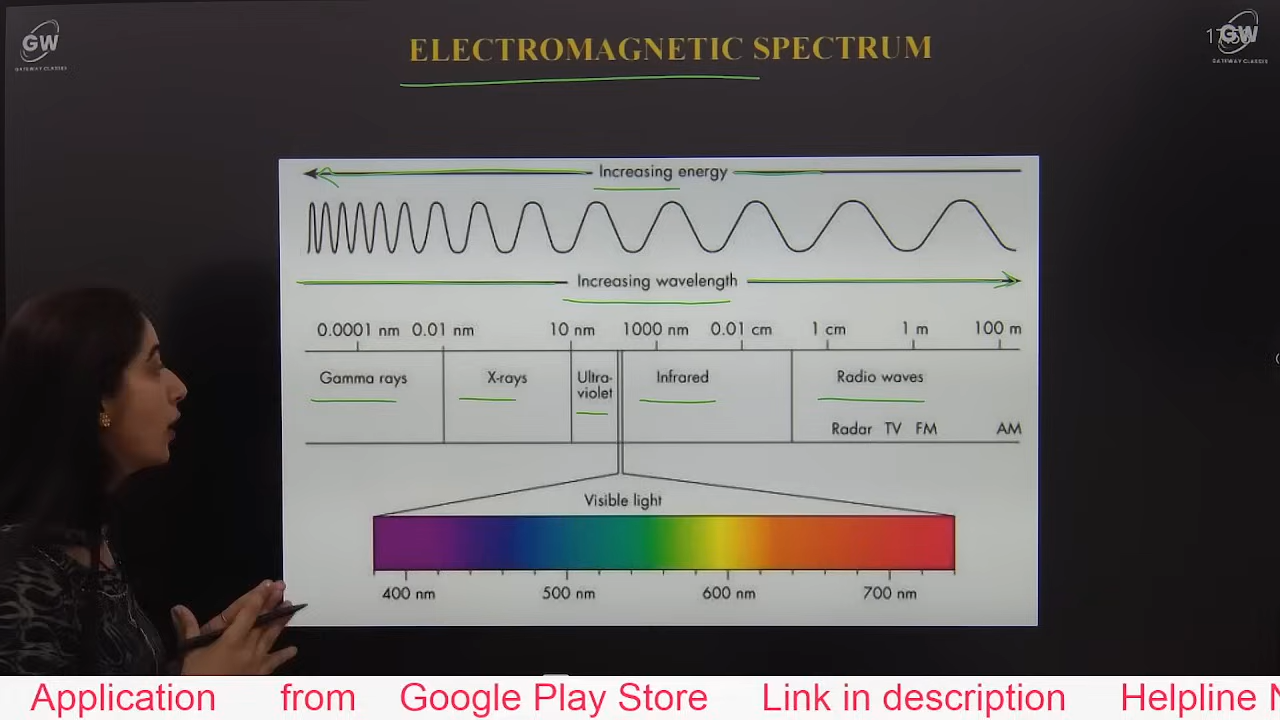 GW
GATEWAY CLASSES
ELECTROMAGNETIC SPECTRUM
GW
GATEWAY CLASSES
Increasing energy
Increasing wavelength
0.0001 nm 0.01 nm 10 nm 1000 nm 0.01 cm 1 cm 1 m 100 m
Gamma rays X-rays Ultra-violet Infrared Radio waves
Radar TV FM AM
Visible light
400 nm 500 nm 600 nm 700 nm
Application from Google Play Store Link in description Helpline